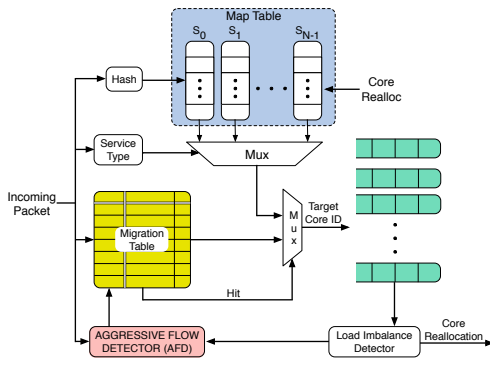 Map Table
S0 S1 SN-1
Hash
Core
Realloc
Service
Type
Mux
Incoming
Packet
Migration
Table
M
u
x
Target
Core ID
Hit
AGGRESSIVE FLOW
DETECTOR (AFD)
Load Imbalance
Detector
Core
Reallocation